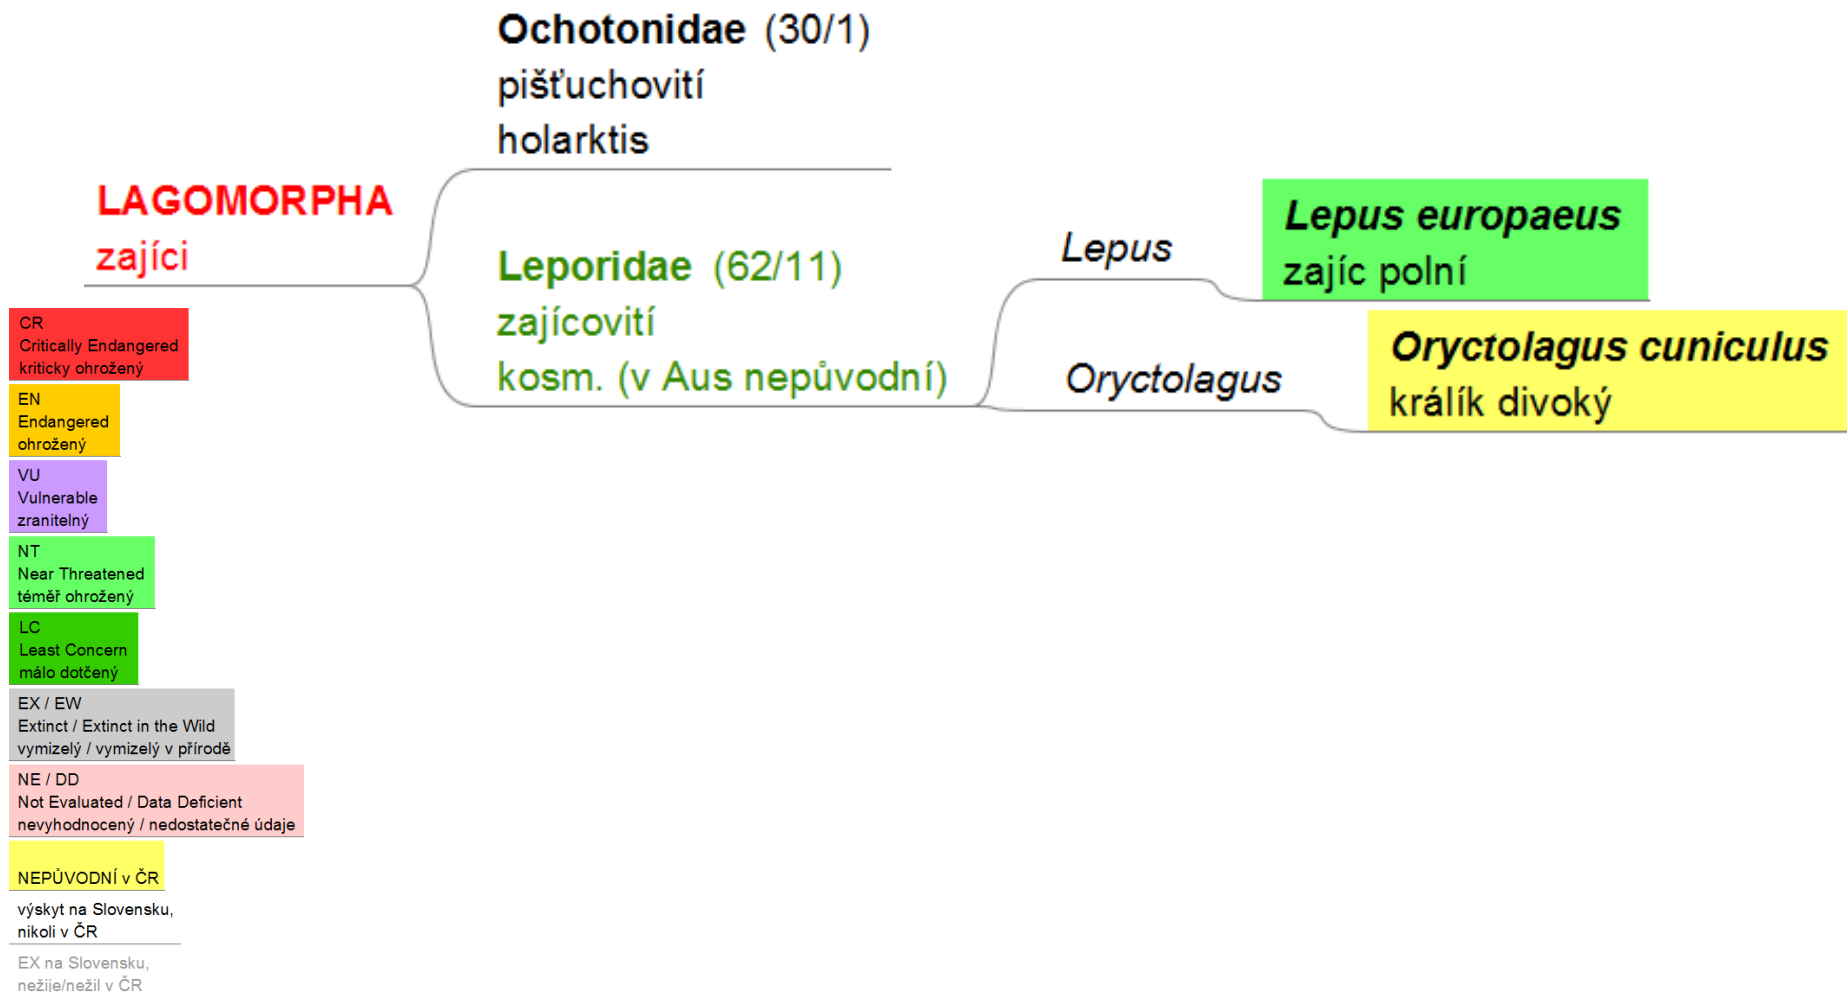 Ochotonidae (30/1)
pišťuchovití
holarktis
LAGOMORPHA
zajíci
Leporidae (62/11)
zajícovití
kosm. (v Aus nepůvodní)
Lepus
Lepus europaeus
zajíc polní
Oryctolagus
Oryctolagus cuniculus
králík divoký
CR
Critically Endangered
kriticky ohrožený
EN
Endangered
ohrožený
VU
Vulnerable
zranitelný
NT
Near Threatened
téměř ohrožený
LC
Least Concern
málo dotčený
EX / EW
Extinct / Extinct in the Wild
vymizelý / vymizelý v přírodě
NE / DD
Not Evaluated / Data Deficient
nevyhodnocený / nedostatečné údaje
NEPŮVODNÍ v ČR
výskyt na Slovensku,
nikoli v ČR
EX na Slovensku,
nežije/nežil v ČR